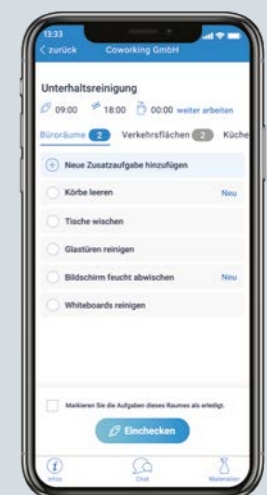 13:33
zurück Coworking GmbH
Unterhaltsreinigung
09:00 18:00 00:00 weiter arbeiten
Büroräume 2 Verkehrsflächen 2 Küche
Neue Zusatzaufgabe hinzufügen
Körbe leeren Neu
Tische wischen
Glastüren reinigen
Bildschirm feucht abwischen Neu
Whiteboards reinigen
Markieren Sie die Aufgaben dieses Raumes als erledigt.
Einchecken
Infos Chat Materialien